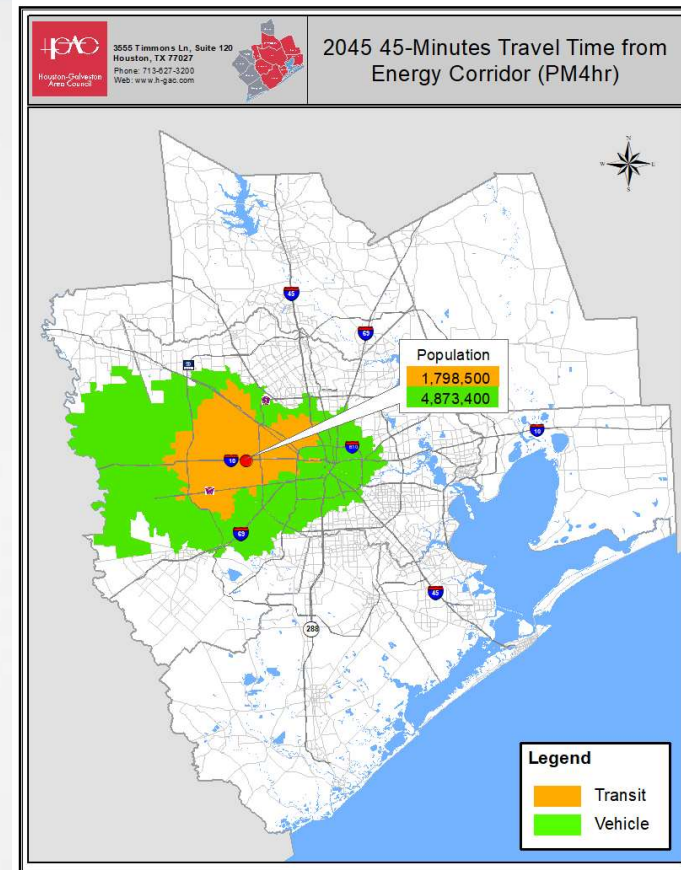 HGAC
Houston-Galveston
Area Council
3555 Timmons Ln, Suite 120
Houston, TX 77027
Phone: 713-627-3200
Web: www.h-gac.com
2045 45-Minutes Travel Time from
Energy Corridor (PM4hr)
N
W
E
S
45
69
Population
1,798,500
4,873,400
10
10
69
45
288
Legend
Transit
Vehicle